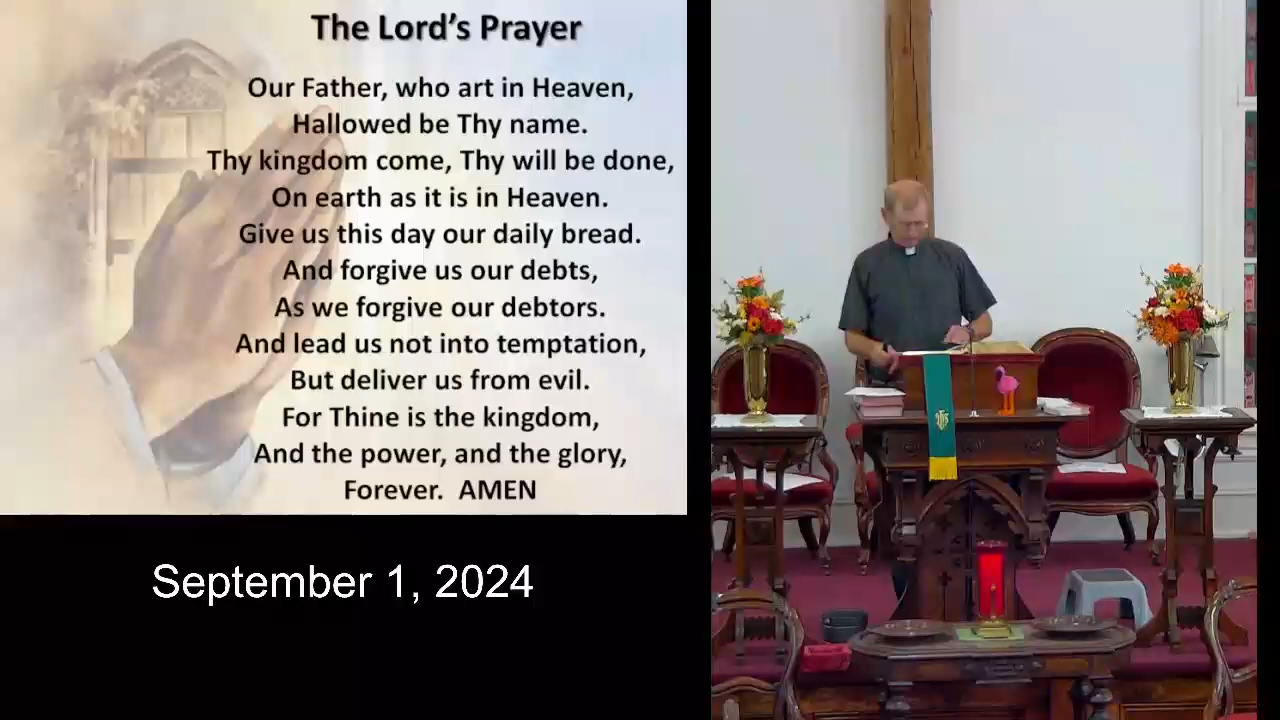 The Lord's Prayer
Our Father, who art in Heaven,
Hallowed be Thy name.
Thy kingdom come, Thy will be done,
On earth as it is in Heaven.
Give us this day our daily bread.
And forgive us our debts,
As we forgive our debtors.
And lead us not into temptation,
But deliver us from evil.
For Thine is the kingdom,
And the power, and the glory,
Forever.  AMEN
September 1, 2024